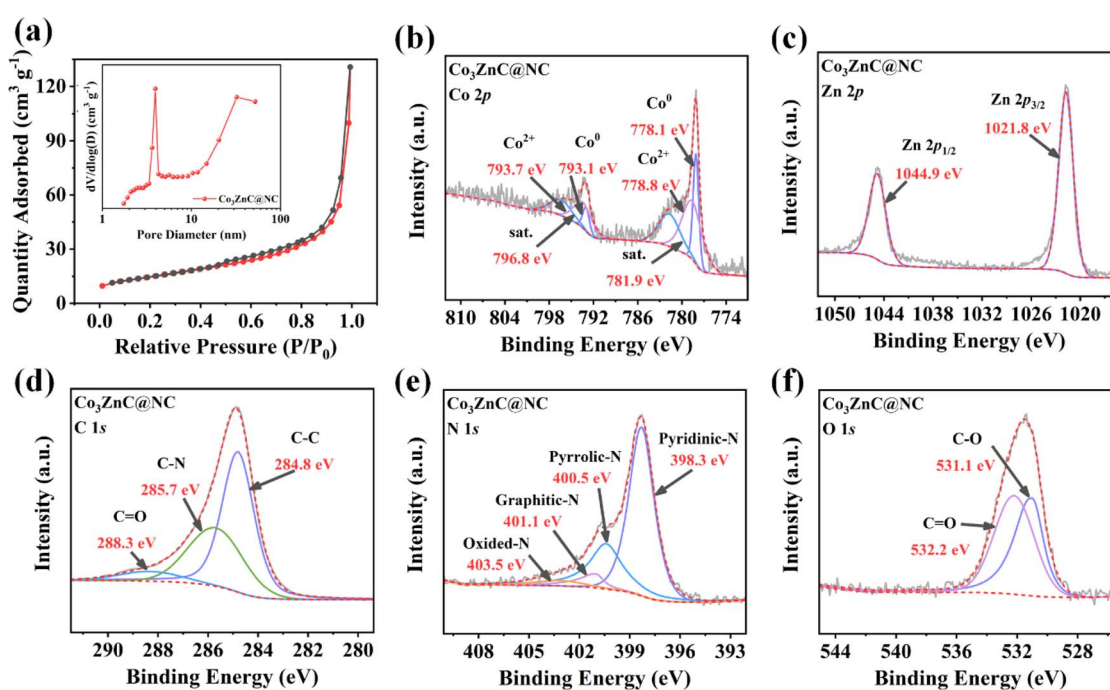 (a)
Quantity Adsorbed (cm³ g⁻¹)
120
90
60
30
0
0.0 0.2 0.4 0.6 0.8 1.0
Relative Pressure (P/P₀)
dV/dlog(D) (cm³ g⁻¹)
Co₃ZnC@NC
1 10 100
Pore Diameter (nm)
(b)
Co₃ZnC@NC
Co 2p
Co⁰
778.1 eV
Co²⁺
793.7 eV
Co⁰
793.1 eV
Co²⁺
778.8 eV
sat.
796.8 eV
sat.
781.9 eV
Intensity (a.u.)
810 804 798 792 786 780 774
Binding Energy (eV)
(c)
Co₃ZnC@NC
Zn 2p
Zn 2p₃/₂
1021.8 eV
Zn 2p₁/₂
1044.9 eV
Intensity (a.u.)
1050 1044 1038 1032 1026 1020
Binding Energy (eV)
(d)
Co₃ZnC@NC
C 1s
C-C
284.8 eV
C-N
285.7 eV
C=O
288.3 eV
Intensity (a.u.)
290 288 286 284 282 280
Binding Energy (eV)
(e)
Co₃ZnC@NC
N 1s
Pyridinic-N
398.3 eV
Pyrrolic-N
400.5 eV
Graphitic-N
401.1 eV
Oxided-N
403.5 eV
Intensity (a.u.)
408 405 402 399 396 393
Binding Energy (eV)
(f)
Co₃ZnC@NC
O 1s
C-O
531.1 eV
C=O
532.2 eV
Intensity (a.u.)
544 540 536 532 528
Binding Energy (eV)